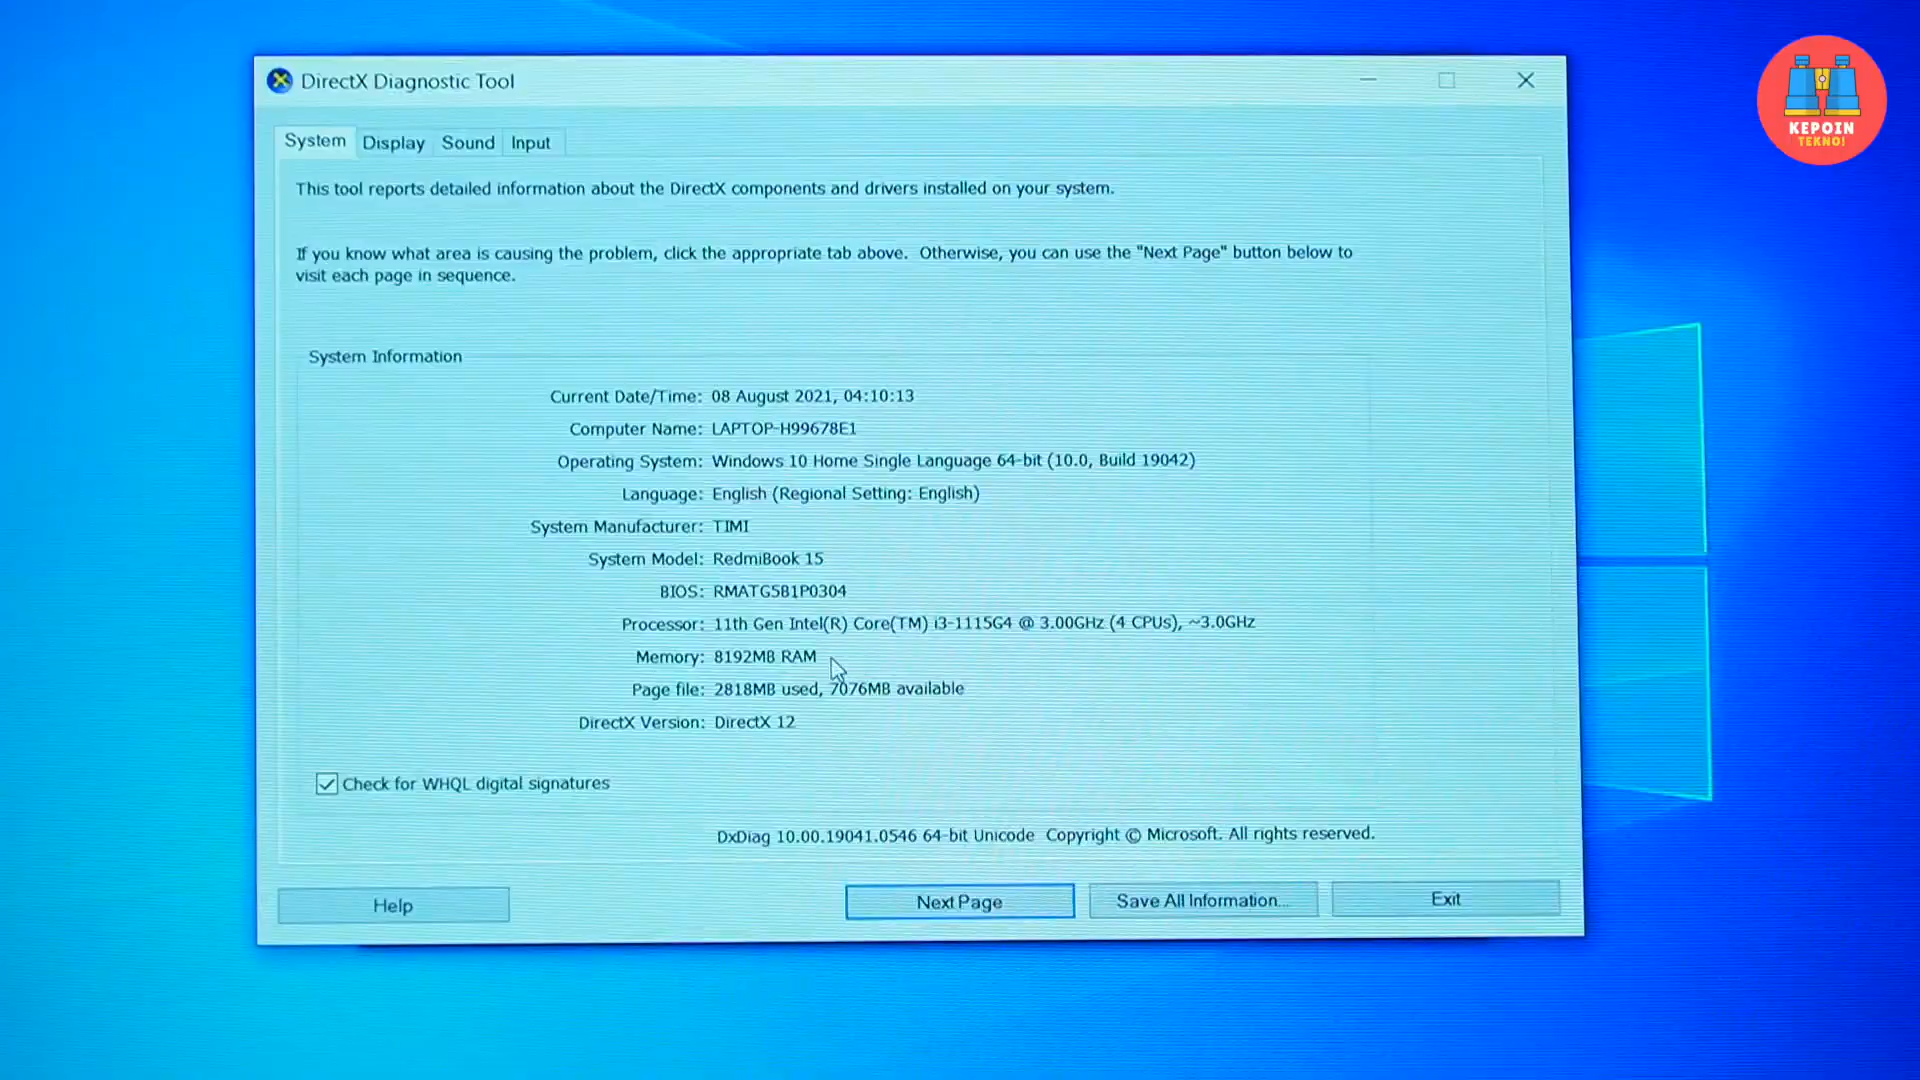 DirectX Diagnostic Tool
KEPOIN
TEKNO!
System Display Sound Input
This tool reports detailed information about the DirectX components and drivers installed on your system.
If you know what area is causing the problem, click the appropriate tab above. Otherwise, you can use the "Next Page" button below to
visit each page in sequence.
System Information
Current Date/Time: 08 August 2021, 04:10:13
Computer Name: LAPTOP-H99678E1
Operating System: Windows 10 Home Single Language 64-bit (10.0, Build 19042)
Language: English (Regional Setting: English)
System Manufacturer: TIMI
System Model: RedmiBook 15
BIOS: RMATG5B1P0304
Processor: 11th Gen Intel(R) Core(TM) i3-1115G4 @ 3.00GHz (4 CPUs), ~3.0GHz
Memory: 8192MB RAM
Page file: 2818MB used, 7076MB available
DirectX Version: DirectX 12
Check for WHQL digital signatures
DxDiag 10.00.19041.0546 64-bit Unicode Copyright © Microsoft. All rights reserved.
Help Next Page Save All Information... Exit